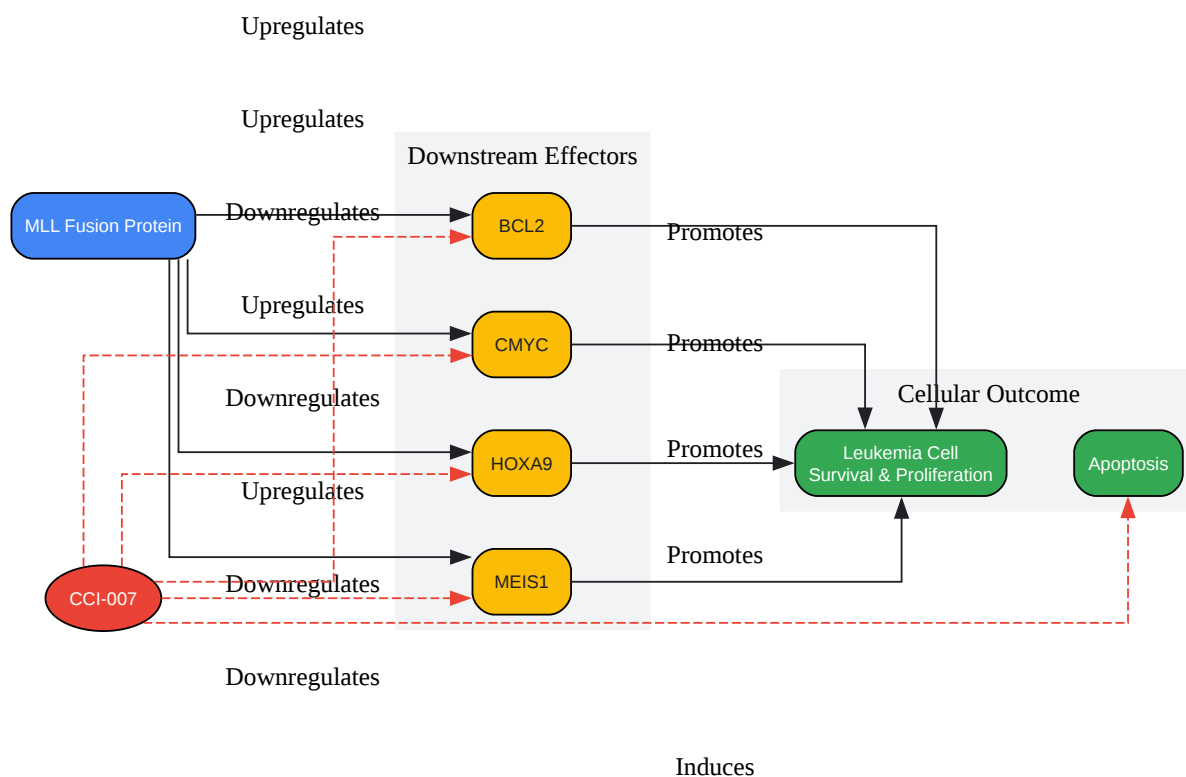 Upregulates
Upregulates
Downstream Effectors
MLL Fusion Protein
Downregulates
BCL2
Promotes
Upregulates
CMYC
Promotes
Downregulates
Cellular Outcome
HOXA9
Promotes
Leukemia Cell
Survival & Proliferation
Apoptosis
Upregulates
MEIS1
Promotes
CCI-007
Downregulates
Downregulates
Induces